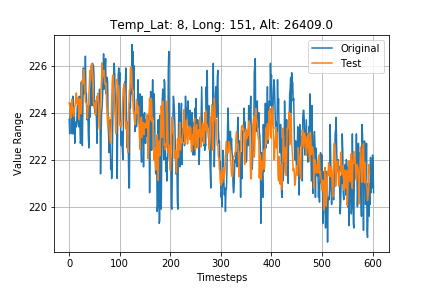 Temp_Lat: 8, Long: 151, Alt: 26409.0
Original
Test
226
224
222
220
Value Range
0 100 200 300 400 500 600
Timesteps